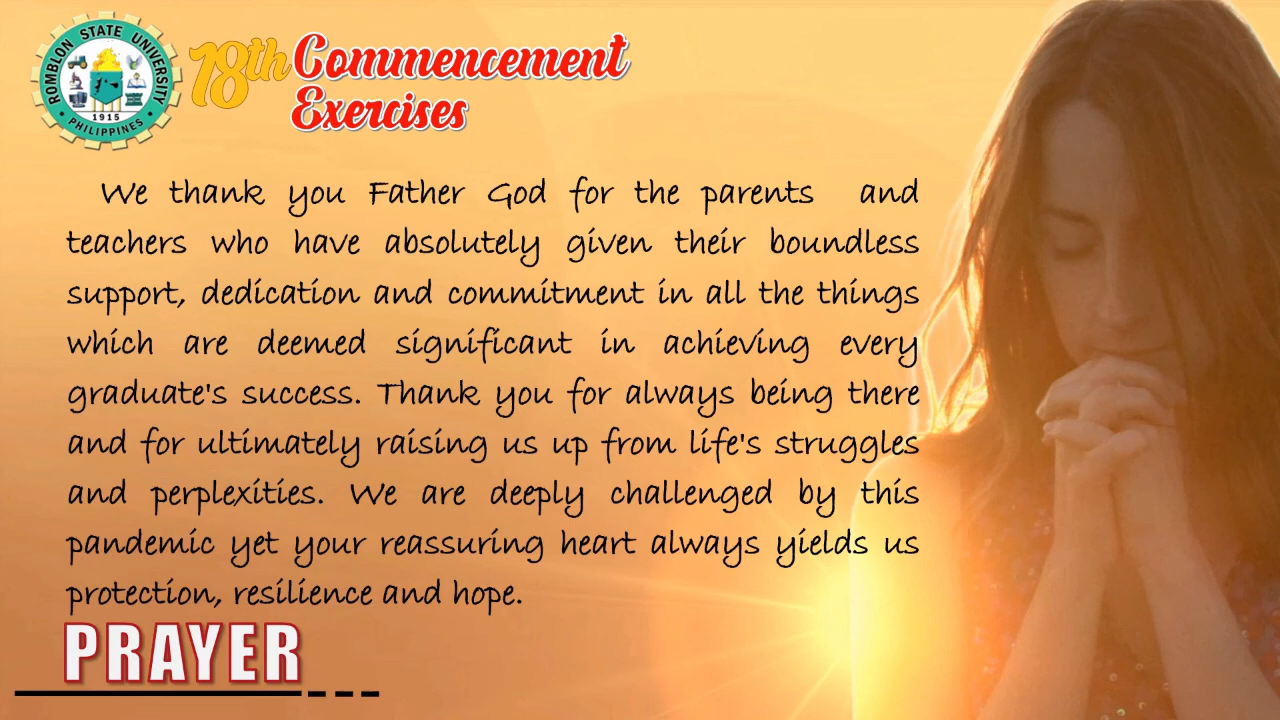 ROMBLON STATE UNIVERSITY
1915
PHILIPPINES
78th Commencement
Exercises
We thank you Father God for the parents and
teachers who have absolutely given their boundless
support, dedication and commitment in all the things
which are deemed significant in achieving every
graduate's success. Thank you for always being there
and for ultimately raising us up from life's struggles
and perplexities. We are deeply challenged by this
pandemic yet your reassuring heart always yields us
protection, resilience and hope.
PRAYER